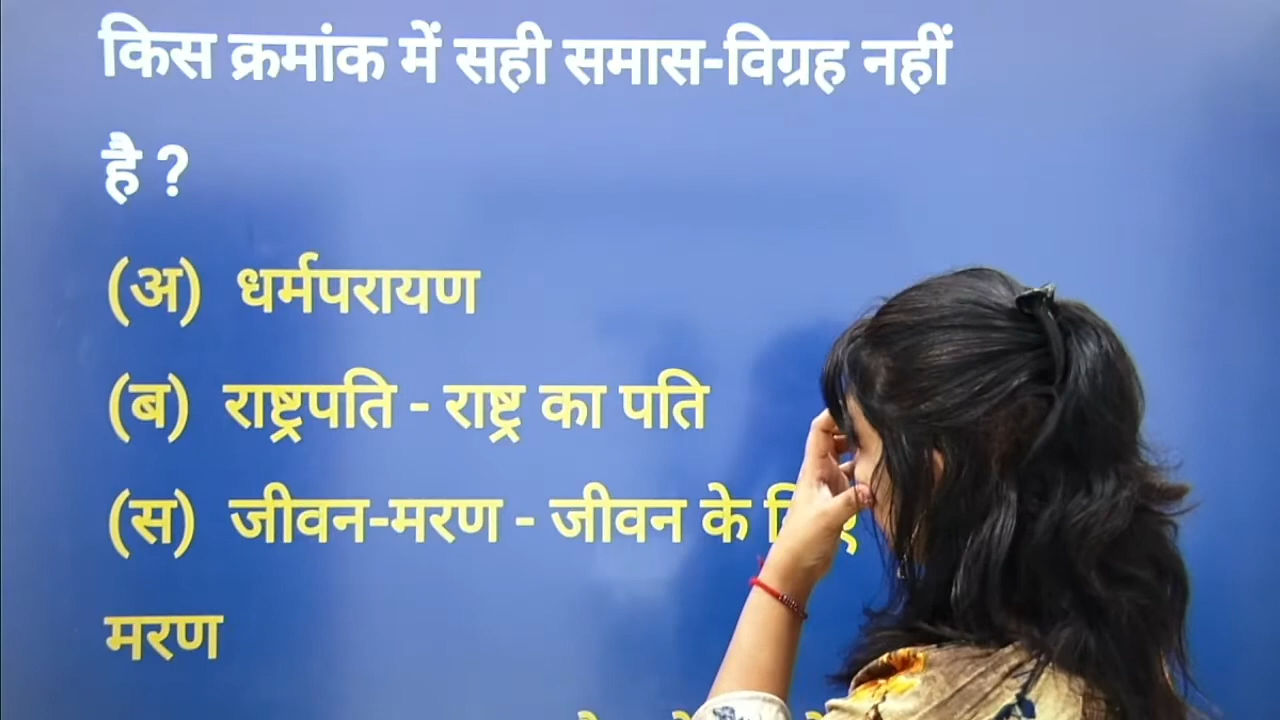 किस क्रमांक में सही समास-विग्रह नहीं
है ?
(अ) धर्मपरायण
(ब) राष्ट्रपति - राष्ट्र का पति
(स) जीवन-मरण - जीवन के
मरण